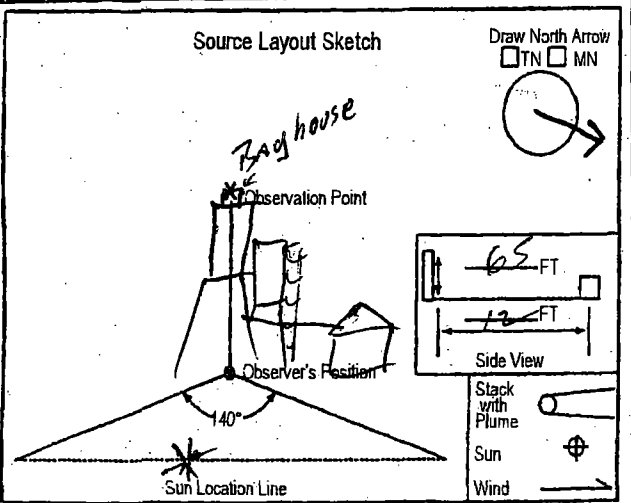 Source Layout Sketch
Draw North Arrow
TN MN
Baghouse
Observation Point
65 FT
12 FT
Side View
Observer's Position
140°
Sun Location Line
Stack
with
Plume
Sun
Wind